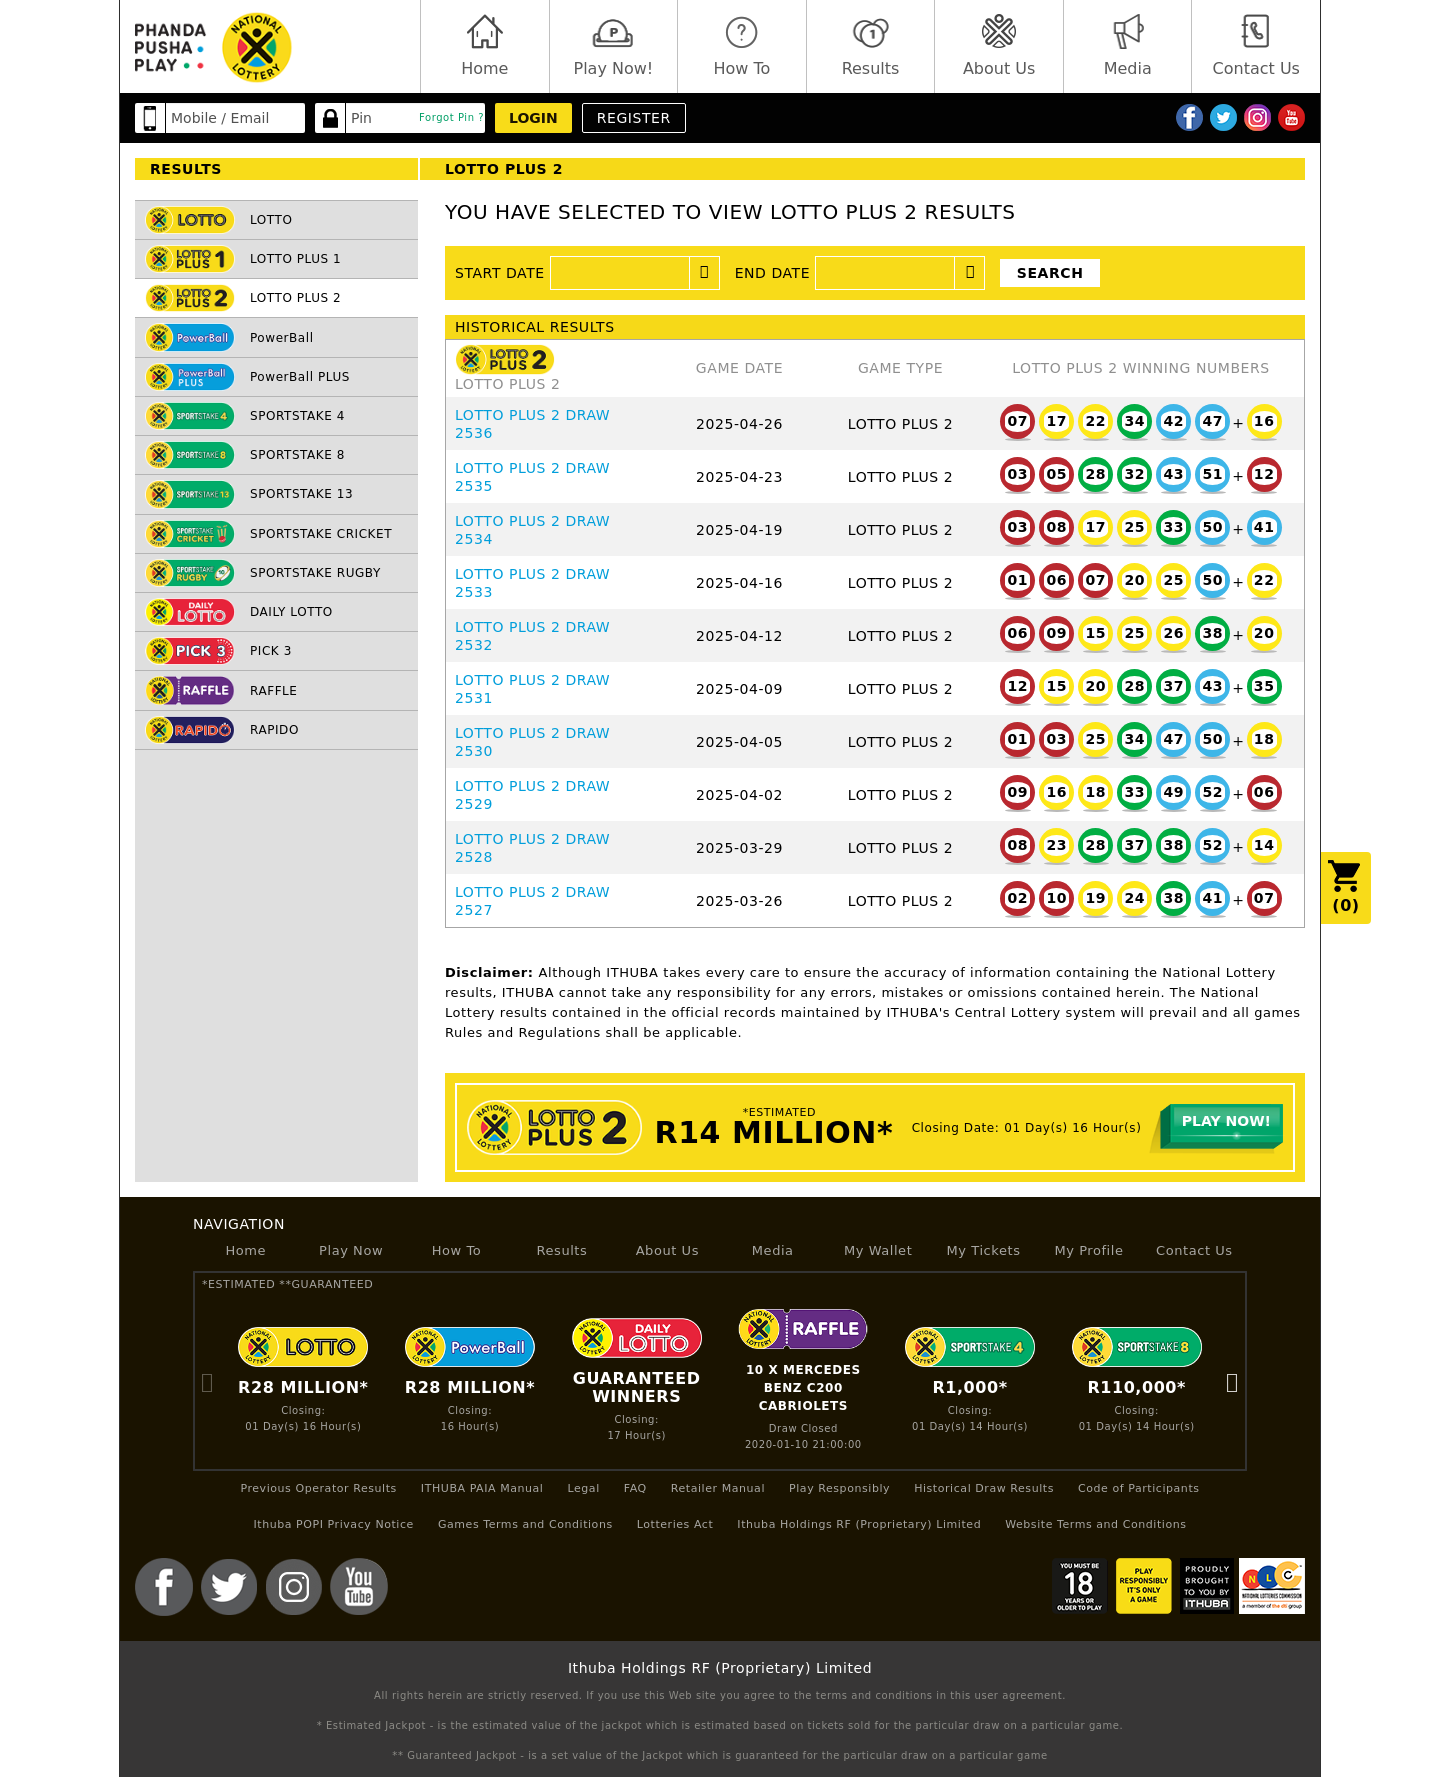 PHANDA
PUSHA
PLAY
NATIONAL
LOTTERY
Home
Play Now!
How To
Results
About Us
Media
Contact Us
Mobile / Email
Pin
Forgot Pin ?
LOGIN
REGISTER
RESULTS
LOTTO
LOTTO PLUS 1
LOTTO PLUS 2
PowerBall
PowerBall PLUS
SPORTSTAKE 4
SPORTSTAKE 8
SPORTSTAKE 13
SPORTSTAKE CRICKET
SPORTSTAKE RUGBY
DAILY LOTTO
PICK 3
RAFFLE
RAPIDO
LOTTO PLUS 2
YOU HAVE SELECTED TO VIEW LOTTO PLUS 2 RESULTS
START DATE
END DATE
SEARCH
HISTORICAL RESULTS
LOTTO PLUS 2
LOTTO PLUS 2 GAME DATE GAME TYPE LOTTO PLUS 2 WINNING NUMBERS
LOTTO PLUS 2 DRAW
2536 2025-04-26 LOTTO PLUS 2 07 17 22 34 42 47 + 16
LOTTO PLUS 2 DRAW
2535 2025-04-23 LOTTO PLUS 2 03 05 28 32 43 51 + 12
LOTTO PLUS 2 DRAW
2534 2025-04-19 LOTTO PLUS 2 03 08 17 25 33 50 + 41
LOTTO PLUS 2 DRAW
2533 2025-04-16 LOTTO PLUS 2 01 06 07 20 25 50 + 22
LOTTO PLUS 2 DRAW
2532 2025-04-12 LOTTO PLUS 2 06 09 15 25 26 38 + 20
LOTTO PLUS 2 DRAW
2531 2025-04-09 LOTTO PLUS 2 12 15 20 28 37 43 + 35
LOTTO PLUS 2 DRAW
2530 2025-04-05 LOTTO PLUS 2 01 03 25 34 47 50 + 18
LOTTO PLUS 2 DRAW
2529 2025-04-02 LOTTO PLUS 2 09 16 18 33 49 52 + 06
LOTTO PLUS 2 DRAW
2528 2025-03-29 LOTTO PLUS 2 08 23 28 37 38 52 + 14
LOTTO PLUS 2 DRAW
2527 2025-03-26 LOTTO PLUS 2 02 10 19 24 38 41 + 07
(0)
Disclaimer: Although ITHUBA takes every care to ensure the accuracy of information containing the National Lottery
results, ITHUBA cannot take any responsibility for any errors, mistakes or omissions contained herein. The National
Lottery results contained in the official records maintained by ITHUBA's Central Lottery system will prevail and all games
Rules and Regulations shall be applicable.
NATIONAL LOTTERY LOTTO PLUS 2
*ESTIMATED
R14 MILLION*
Closing Date: 01 Day(s) 16 Hour(s)
PLAY NOW!
NAVIGATION
Home Play Now How To Results About Us Media My Wallet My Tickets My Profile Contact Us
*ESTIMATED **GUARANTEED
LOTTO
R28 MILLION*
Closing:
01 Day(s) 16 Hour(s)
PowerBall
R28 MILLION*
Closing:
16 Hour(s)
DAILY LOTTO
GUARANTEED
WINNERS
Closing:
17 Hour(s)
RAFFLE
10 X MERCEDES
BENZ C200
CABRIOLETS
Draw Closed
2020-01-10 21:00:00
SPORTSTAKE 4
R1,000*
Closing:
01 Day(s) 14 Hour(s)
SPORTSTAKE 8
R110,000*
Closing:
01 Day(s) 14 Hour(s)
Previous Operator Results ITHUBA PAIA Manual Legal FAQ Retailer Manual Play Responsibly Historical Draw Results Code of Participants
Ithuba POPI Privacy Notice Games Terms and Conditions Lotteries Act Ithuba Holdings RF (Proprietary) Limited Website Terms and Conditions
You
Tube
YOU MUST BE
18
YEARS OR
OLDER TO PLAY
PLAY
RESPONSIBLY
IT'S ONLY
A GAME
PROUDLY
BROUGHT
TO YOU BY
ITHUBA
NLC
NATIONAL LOTTERIES COMMISSION
a member of the dti group
Ithuba Holdings RF (Proprietary) Limited
All rights herein are strictly reserved. If you use this Web site you agree to the terms and conditions in this user agreement.
* Estimated Jackpot - is the estimated value of the jackpot which is estimated based on tickets sold for the particular draw on a particular game.
** Guaranteed Jackpot - is a set value of the Jackpot which is guaranteed for the particular draw on a particular game